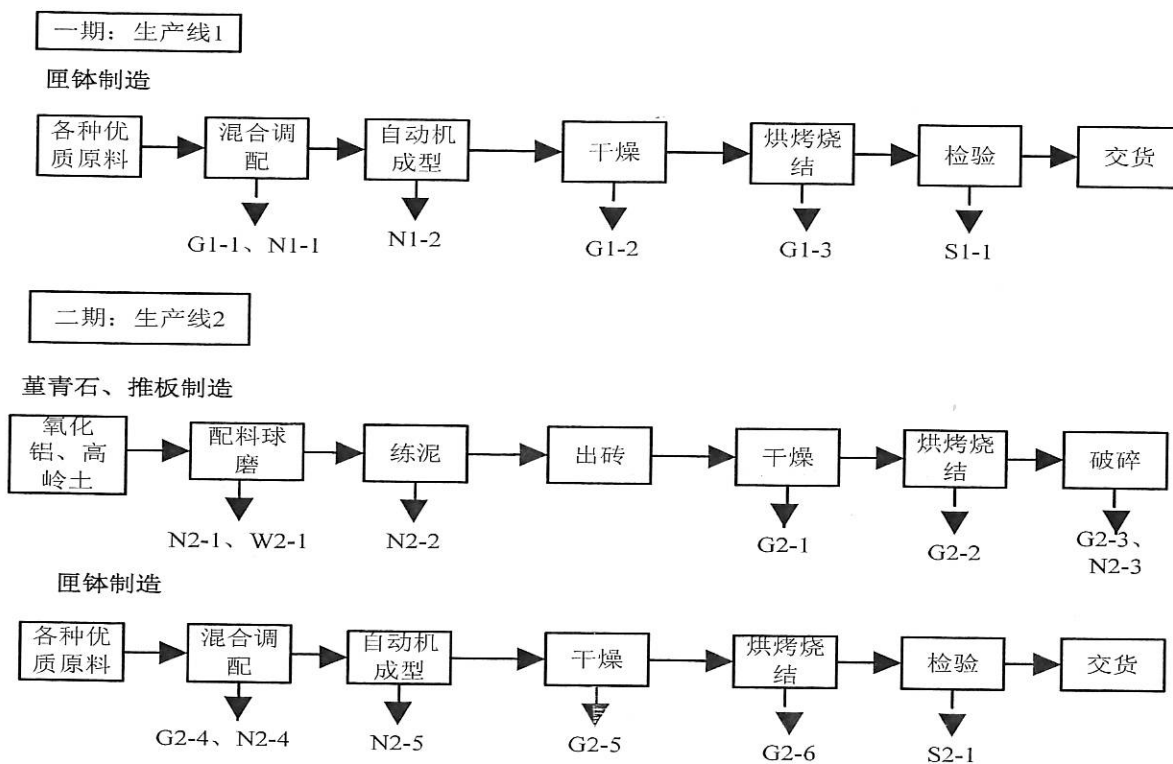 一期：生产线1
匣钵制造
各种优
质原料
混合调
配
自动机
成型
干燥
烘烤烧
结
检验
交货
G1-1、N1-1
N1-2
G1-2
G1-3
S1-1
二期：生产线2
堇青石、推板制造
氧化
铝、高
岭土
配料球
磨
练泥
出砖
干燥
烘烤烧
结
破碎
N2-1、W2-1
N2-2
G2-1
G2-2
G2-3、
N2-3
匣钵制造
各种优
质原料
混合调
配
自动机
成型
干燥
烘烤烧
结
检验
交货
G2-4、N2-4
N2-5
G2-5
G2-6
S2-1